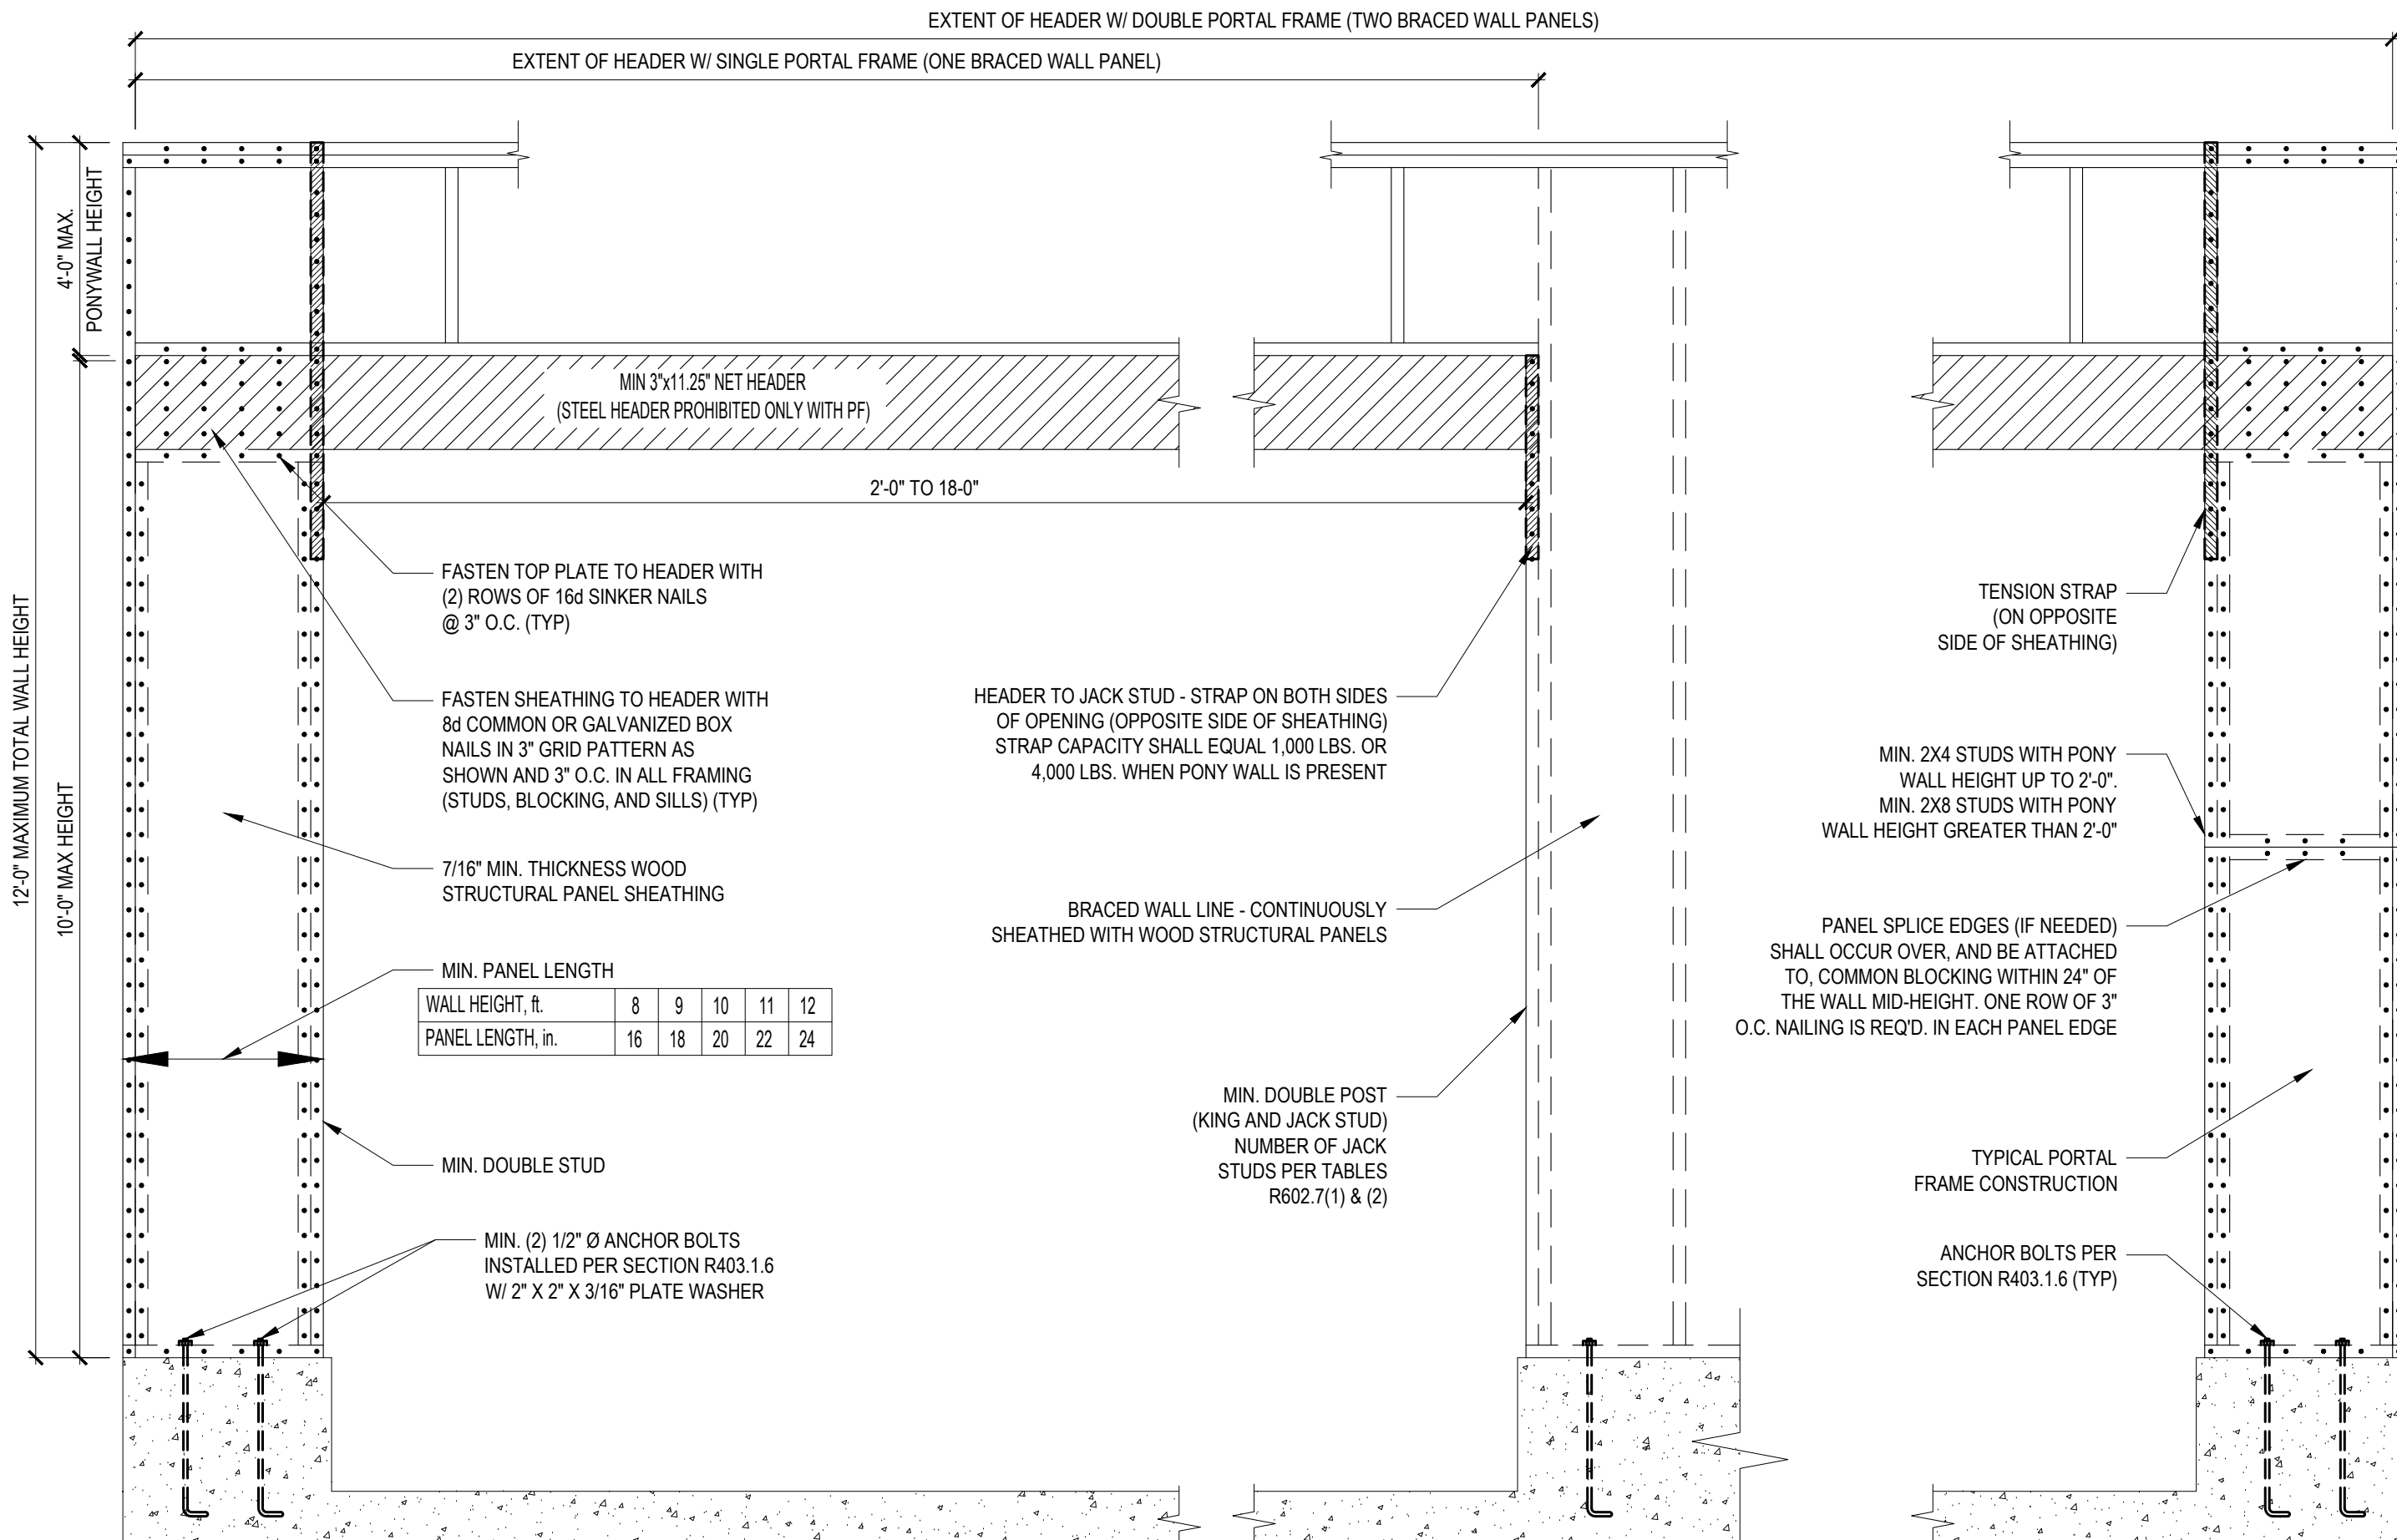 EXTENT OF HEADER W/ DOUBLE PORTAL FRAME (TWO BRACED WALL PANELS)
EXTENT OF HEADER W/ SINGLE PORTAL FRAME (ONE BRACED WALL PANEL)
12'-0" MAXIMUM TOTAL WALL HEIGHT
4'-0" MAX.
PONYWALL HEIGHT
10'-0" MAX HEIGHT
MIN 3"x11.25" NET HEADER
(STEEL HEADER PROHIBITED ONLY WITH PF)
2'-0" TO 18-0"
FASTEN TOP PLATE TO HEADER WITH
(2) ROWS OF 16d SINKER NAILS
@ 3" O.C. (TYP)
FASTEN SHEATHING TO HEADER WITH
8d COMMON OR GALVANIZED BOX
NAILS IN 3" GRID PATTERN AS
SHOWN AND 3" O.C. IN ALL FRAMING
(STUDS, BLOCKING, AND SILLS) (TYP)
7/16" MIN. THICKNESS WOOD
STRUCTURAL PANEL SHEATHING
MIN. PANEL LENGTH
WALL HEIGHT, ft. 8 9 10 11 12
PANEL LENGTH, in. 16 18 20 22 24
MIN. DOUBLE STUD
MIN. (2) 1/2" Ø ANCHOR BOLTS
INSTALLED PER SECTION R403.1.6
W/ 2" X 2" X 3/16" PLATE WASHER
HEADER TO JACK STUD - STRAP ON BOTH SIDES
OF OPENING (OPPOSITE SIDE OF SHEATHING)
STRAP CAPACITY SHALL EQUAL 1,000 LBS. OR
4,000 LBS. WHEN PONY WALL IS PRESENT
BRACED WALL LINE - CONTINUOUSLY
SHEATHED WITH WOOD STRUCTURAL PANELS
MIN. DOUBLE POST
(KING AND JACK STUD)
NUMBER OF JACK
STUDS PER TABLES
R602.7(1) & (2)
TENSION STRAP
(ON OPPOSITE
SIDE OF SHEATHING)
MIN. 2X4 STUDS WITH PONY
WALL HEIGHT UP TO 2'-0".
MIN. 2X8 STUDS WITH PONY
WALL HEIGHT GREATER THAN 2'-0"
PANEL SPLICE EDGES (IF NEEDED)
SHALL OCCUR OVER, AND BE ATTACHED
TO, COMMON BLOCKING WITHIN 24" OF
THE WALL MID-HEIGHT. ONE ROW OF 3"
O.C. NAILING IS REQ'D. IN EACH PANEL EDGE
TYPICAL PORTAL
FRAME CONSTRUCTION
ANCHOR BOLTS PER
SECTION R403.1.6 (TYP)